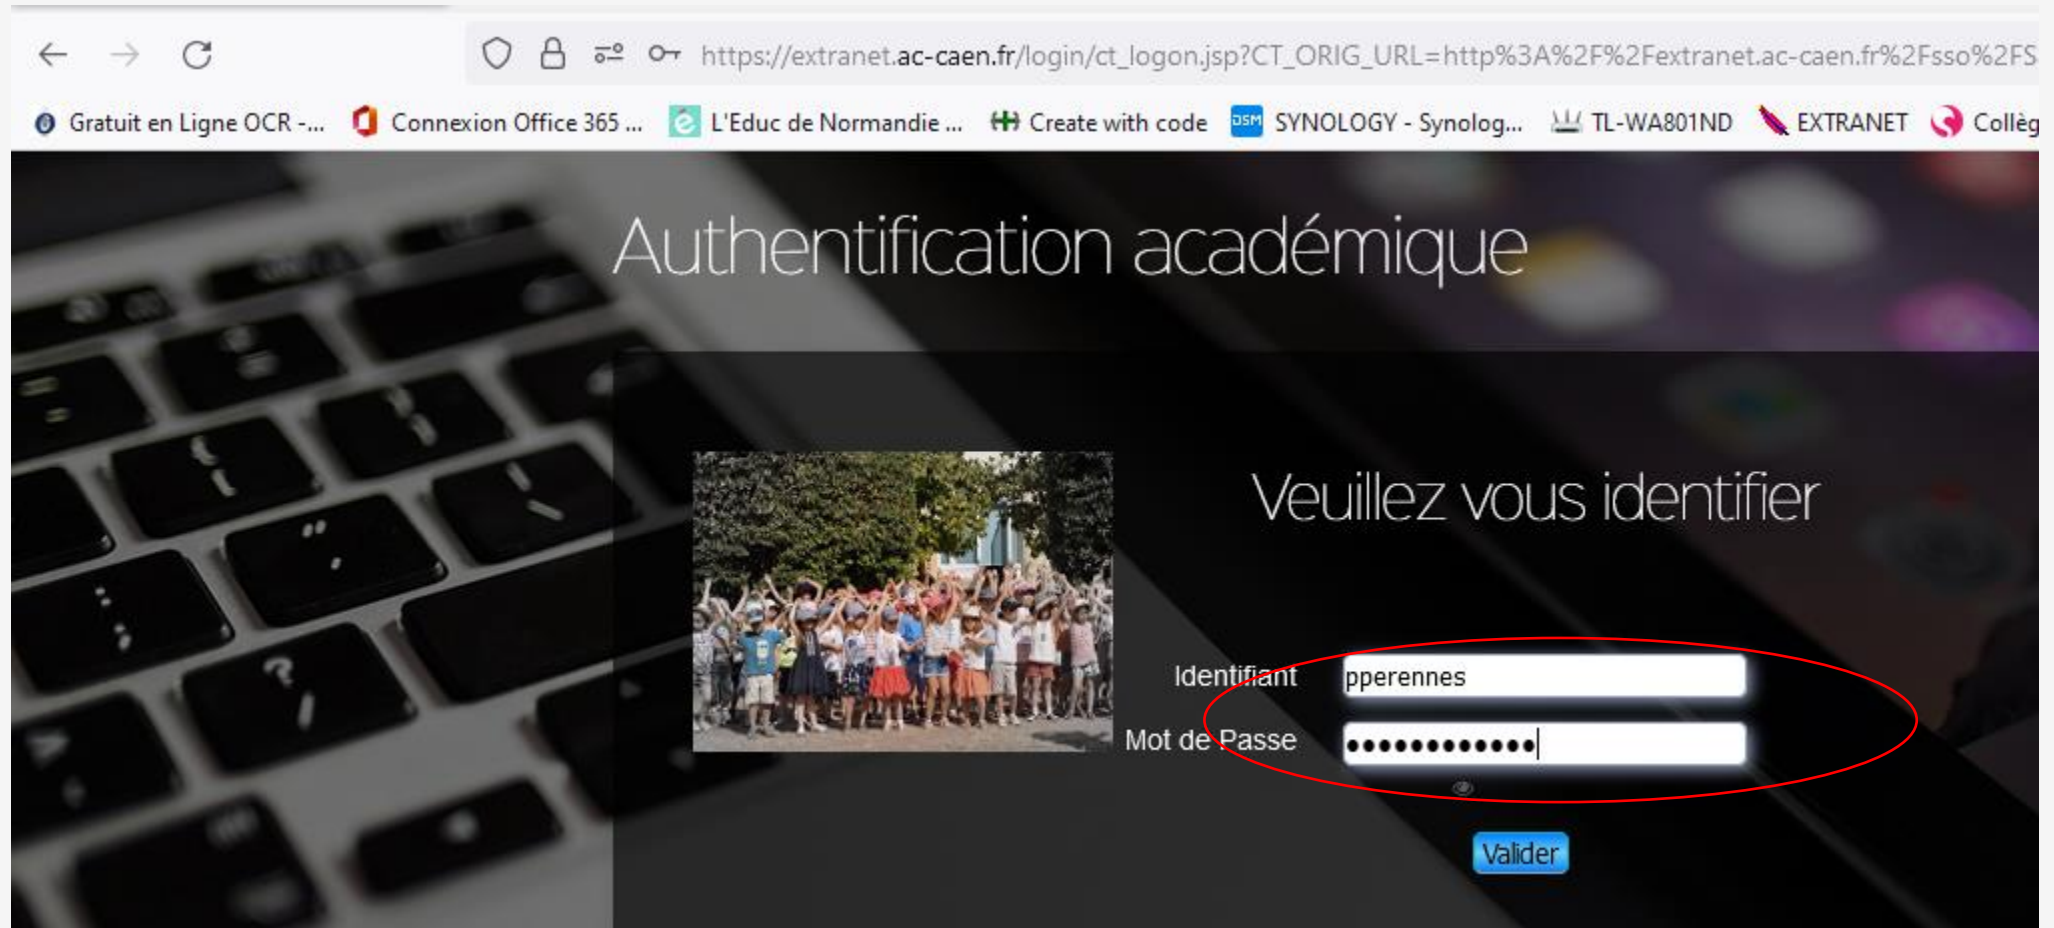 https://extranet.ac-caen.fr/login/ct_logon.jsp?CT_ORIG_URL=http%3A%2F%2Fextranet.ac-caen.fr%2Fsso%2FS
Gratuit en Ligne OCR -... Connexion Office 365 ... L'Educ de Normandie ... Create with code DSM SYNOLOGY - Synolog... TL-WA801ND EXTRANET Collèg
Authentification académique
Veuillez vous identifier
Identifiant pperennes
Mot de Passe ••••••••••••
Valider